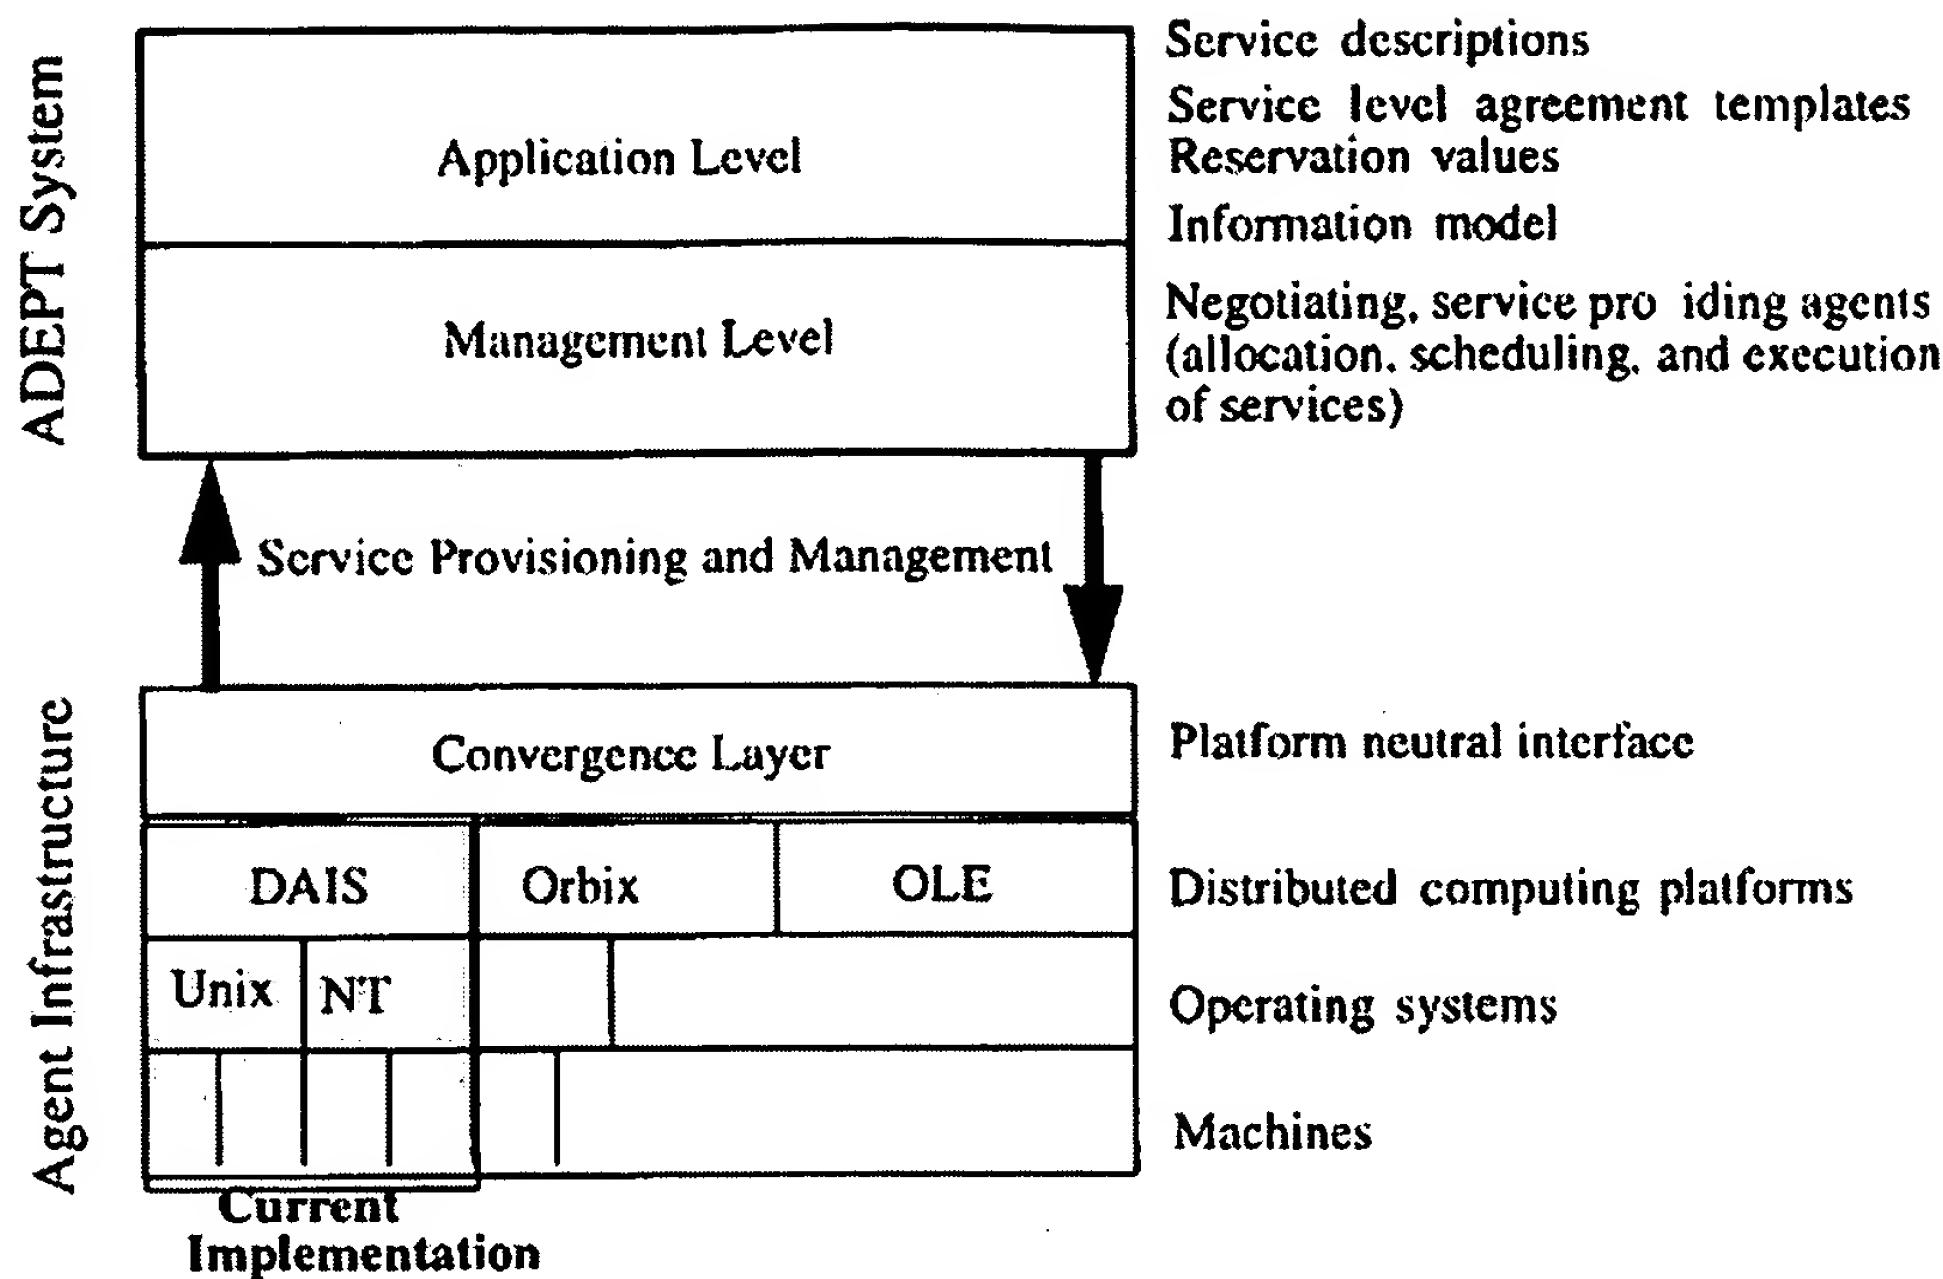 ADEPT System
Application Level
Management Level
Service descriptions
Service level agreement templates
Reservation values
Information model
Negotiating, service pro iding agents
(allocation, scheduling, and execution
of services)
Service Provisioning and Management
Agent Infrastructure
Convergence Layer
Platform neutral interface
DAIS
Orbix
OLE
Distributed computing platforms
Unix
NT
Operating systems
Machines
Current
Implementation